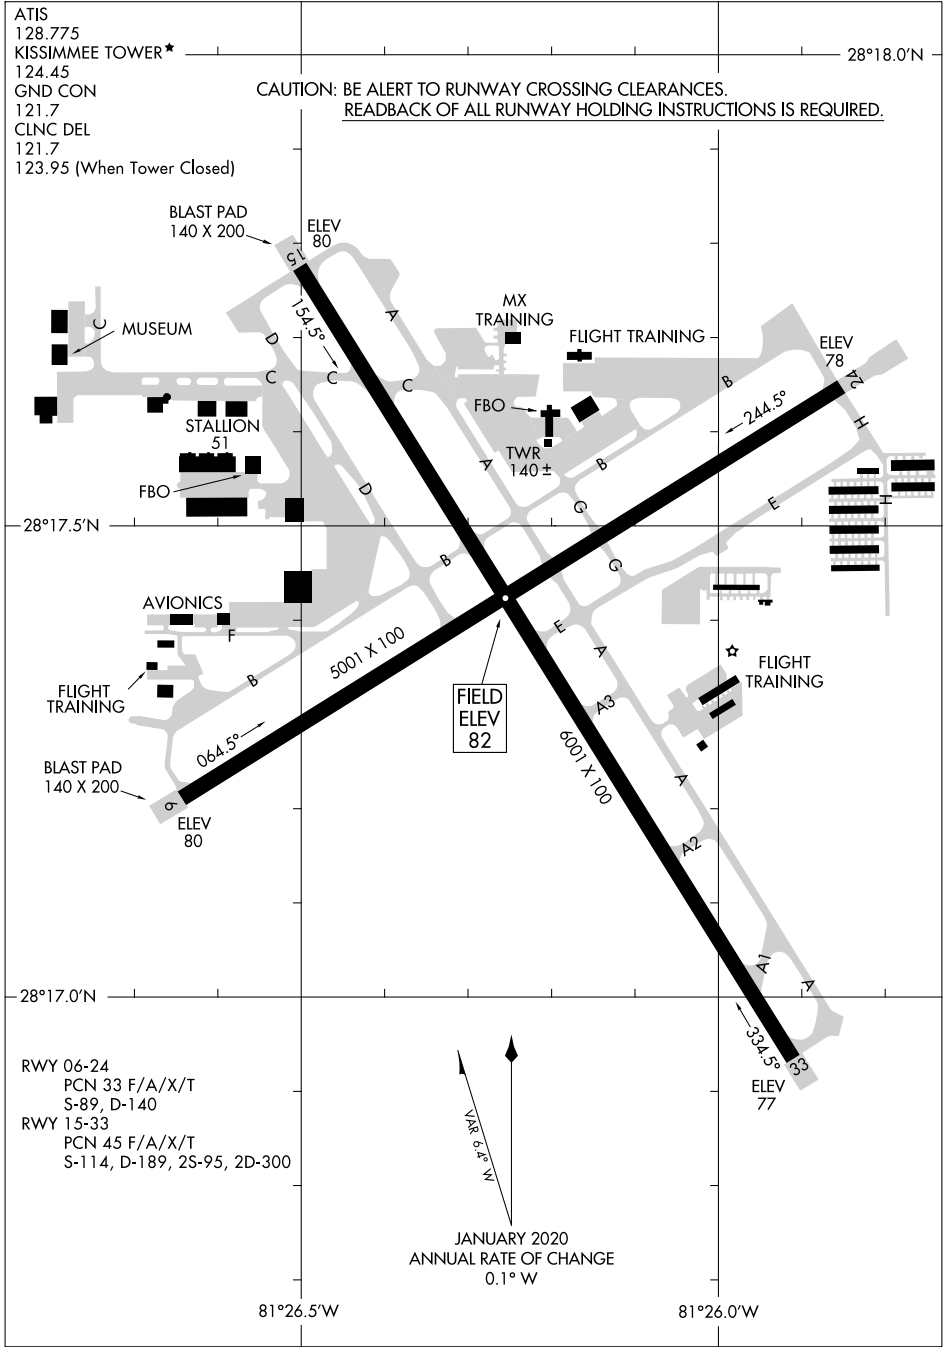 ATIS
128.775
KISSIMMEE TOWER★
124.45
GND CON
121.7
CLNC DEL
121.7
123.95 (When Tower Closed)
28°18.0'N
CAUTION: BE ALERT TO RUNWAY CROSSING CLEARANCES.
READBACK OF ALL RUNWAY HOLDING INSTRUCTIONS IS REQUIRED.
BLAST PAD
140 X 200
ELEV
80
15
154.5°
A
D
C
C
C
C
MUSEUM
MX
TRAINING
FLIGHT TRAINING
ELEV
78
24
B
244.5°
H
FBO
TWR
140 ±
STALLION
51
FBO
A
B
D
G
E
H
28°17.5'N
B
G
AVIONICS
F
E
A
5001 X 100
B
FLIGHT
TRAINING
FLIGHT
TRAINING
FIELD
ELEV
82
A3
064.5°
6001 X 100
BLAST PAD
140 X 200
6
ELEV
80
A
A2
A1
A
28°17.0'N
334.5°
33
ELEV
77
RWY 06-24
PCN 33 F/A/X/T
S-89, D-140
RWY 15-33
PCN 45 F/A/X/T
S-114, D-189, 2S-95, 2D-300
VAR 6.4° W
JANUARY 2020
ANNUAL RATE OF CHANGE
0.1° W
81°26.5'W
81°26.0'W